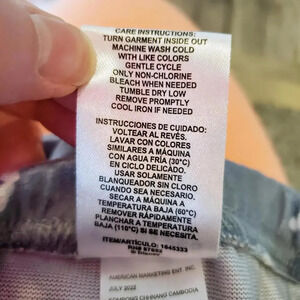 CARE INSTRUCTIONS:
TURN GARMENT INSIDE OUT
MACHINE WASH COLD
WITH LIKE COLORS
GENTLE CYCLE
ONLY NON-CHLORINE
BLEACH WHEN NEEDED
TUMBLE DRY LOW
REMOVE PROMPTLY
COOL IRON IF NEEDED
INSTRUCCIONES DE CUIDADO:
VOLTEAR AL REVÉS.
LAVAR CON COLORES
SIMILARES A MÁQUINA
CON AGUA FRÍA (30°C)
EN CICLO DELICADO.
USAR SOLAMENTE
BLANQUEADOR SIN CLORO
CUANDO SEA NECESARIO.
SECAR A MÁQUINA A
TEMPERATURA BAJA (60°C)
REMOVER RÁPIDAMENTE
PLANCHAR A TEMPERATURA
BAJA (110°C) SI SE NECESITA.
ITEM/ARTÍCULO: 1645333
AMERICAN MARKETING ENT. INC.
JULY 2022
CHHNANG CAMBODIA